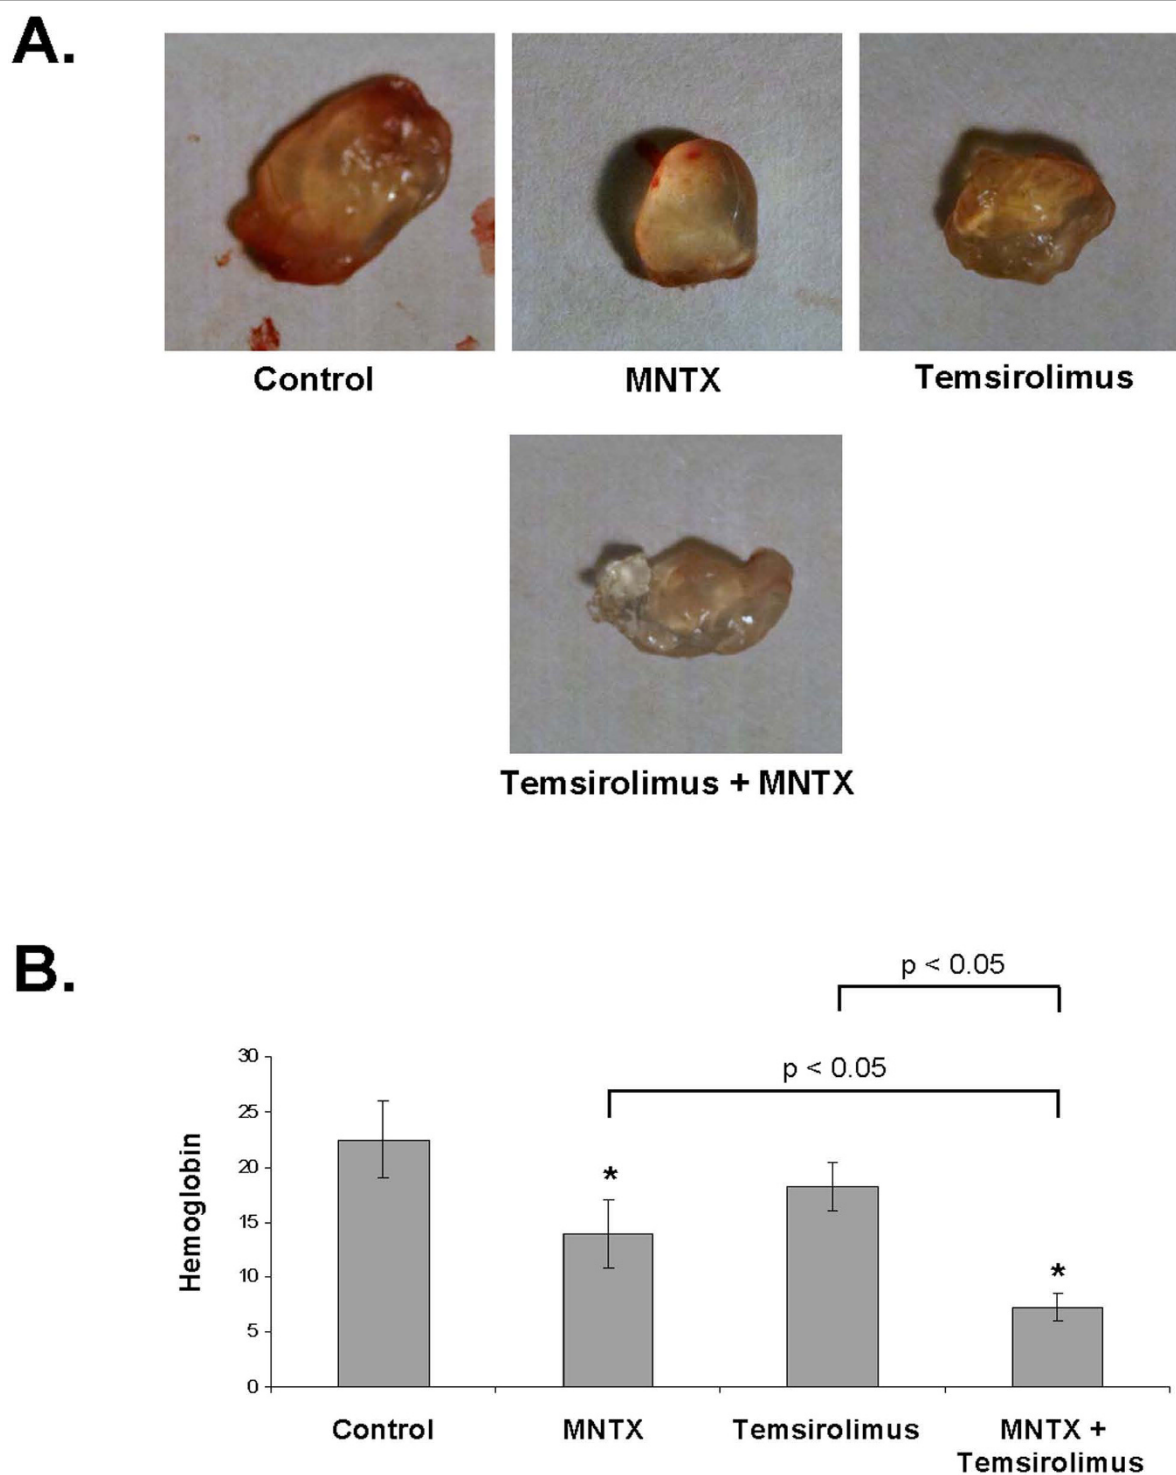 A.
Control
MNTX
Temsirolimus
Temsirolimus + MNTX
B.
p < 0.05
p < 0.05
30
25
20
15
10
5
0
Hemoglobin
*
*
Control
MNTX
Temsirolimus
MNTX +
Temsirolimus